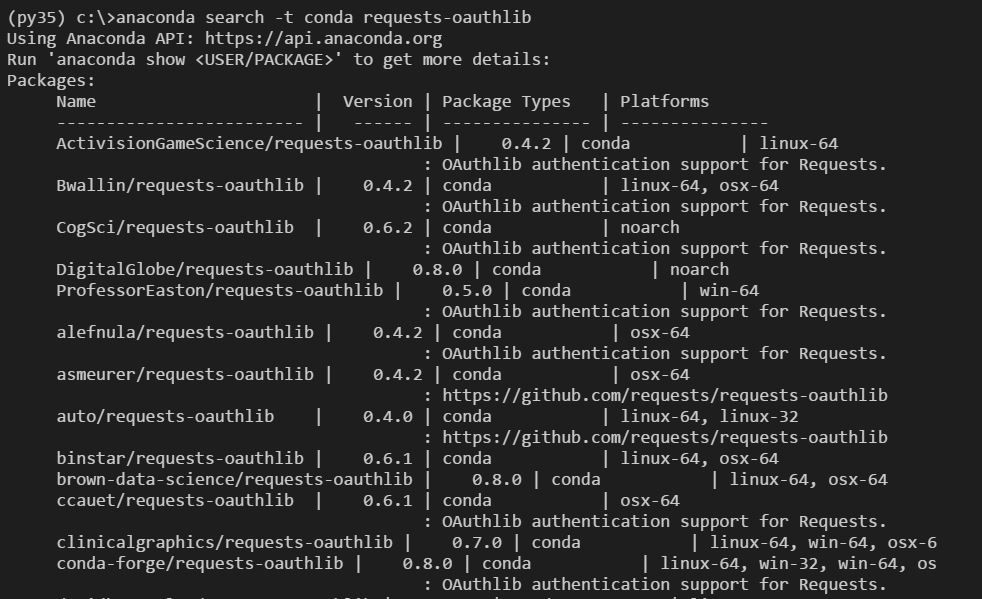 (py35) c:\>anaconda search -t conda requests-oauthlib
Using Anaconda API: https://api.anaconda.org
Run 'anaconda show <USER/PACKAGE>' to get more details:
Packages:
     Name                      |  Version | Package Types   | Platforms
     ------------------------- |   ------ | --------------- | ---------------
     ActivisionGameScience/requests-oauthlib |    0.4.2 | conda           | linux-64
                                          : OAuthlib authentication support for Requests.
     Bwallin/requests-oauthlib |    0.4.2 | conda           | linux-64, osx-64
                                          : OAuthlib authentication support for Requests.
     CogSci/requests-oauthlib  |    0.6.2 | conda           | noarch
                                          : OAuthlib authentication support for Requests.
     DigitalGlobe/requests-oauthlib |    0.8.0 | conda           | noarch
     ProfessorEaston/requests-oauthlib |    0.5.0 | conda           | win-64
                                          : OAuthlib authentication support for Requests.
     alefnula/requests-oauthlib |    0.4.2 | conda           | osx-64
                                          : OAuthlib authentication support for Requests.
     asmeurer/requests-oauthlib |    0.4.2 | conda           | osx-64
                                          : https://github.com/requests/requests-oauthlib
     auto/requests-oauthlib    |    0.4.0 | conda           | linux-64, linux-32
                                          : https://github.com/requests/requests-oauthlib
     binstar/requests-oauthlib |    0.6.1 | conda           | linux-64, osx-64
     brown-data-science/requests-oauthlib |    0.8.0 | conda           | linux-64, osx-64
     ccauet/requests-oauthlib  |    0.6.1 | conda           | osx-64
                                          : OAuthlib authentication support for Requests.
     clinicalgraphics/requests-oauthlib |    0.7.0 | conda           | linux-64, win-64, osx-6
     conda-forge/requests-oauthlib |    0.8.0 | conda           | linux-64, win-32, win-64, os
                                          : OAuthlib authentication support for Requests.